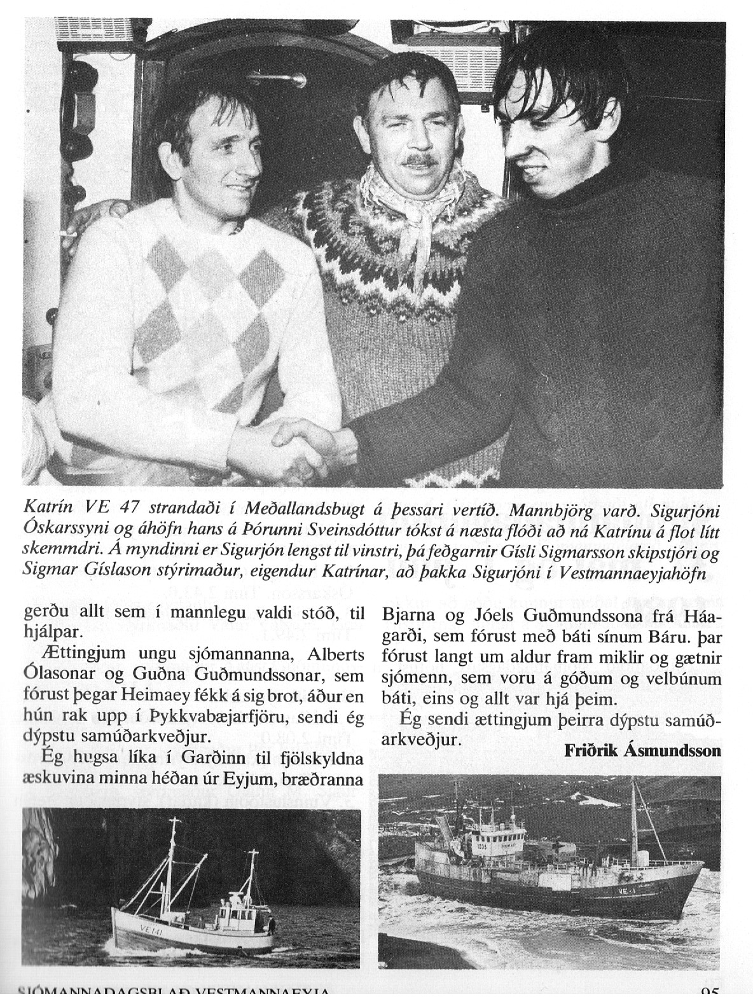 Katrín VE 47 strandaði í Meðallandsbugt á þessari vertíð. Mannbjörg varð. Sigurjóni
Óskarssyni og áhöfn hans á Þórunni Sveinsdóttur tókst á næsta flóði að ná Katrínu á flot lítt
skemmdri. Á myndinni er Sigurjón lengst til vinstri, þá feðgarnir Gísli Sigmarsson skipstjóri og
Sigmar Gíslason stýrimaður, eigendur Katrínar, að þakka Sigurjóni í Vestmannaeyjahöfn
gerðu allt sem í mannlegu valdi stóð, til
hjálpar.
Ættingjum ungu sjómannanna, Alberts
Ólasonar og Guðna Guðmundssonar, sem
fórust þegar Heimaey fékk á sig brot, áður en
hún rak upp í Þykkvabæjarfjöru, sendi ég
dýpstu samúðarkveðjur.
Ég hugsa líka í Garðinn til fjölskyldna
æskuvina minna héðan úr Eyjum, bræðranna
Bjarna og Jóels Guðmundssona frá Háa-
garði, sem fórust með báti sínum Báru. þar
fórust langt um aldur fram miklir og gætnir
sjómenn, sem voru á góðum og velbúnum
báti, eins og allt var hjá þeim.
Ég sendi ættingjum þeirra dýpstu samúð-
arkveðjur.
Friðrik Ásmundsson
VE 141
1035
VE-1
SJÓMANNADAGSBLAÐ VESTMANNAEYJA
95